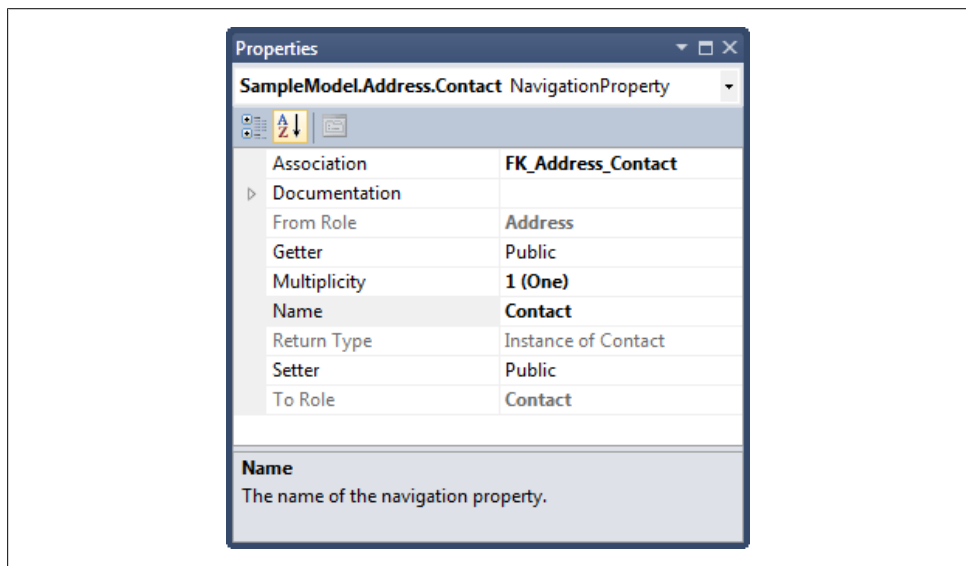 Properties
SampleModel.Address.Contact NavigationProperty
A
Z
Association FK_Address_Contact
Documentation
From Role Address
Getter Public
Multiplicity 1 (One)
Name Contact
Return Type Instance of Contact
Setter Public
To Role Contact
Name
The name of the navigation property.